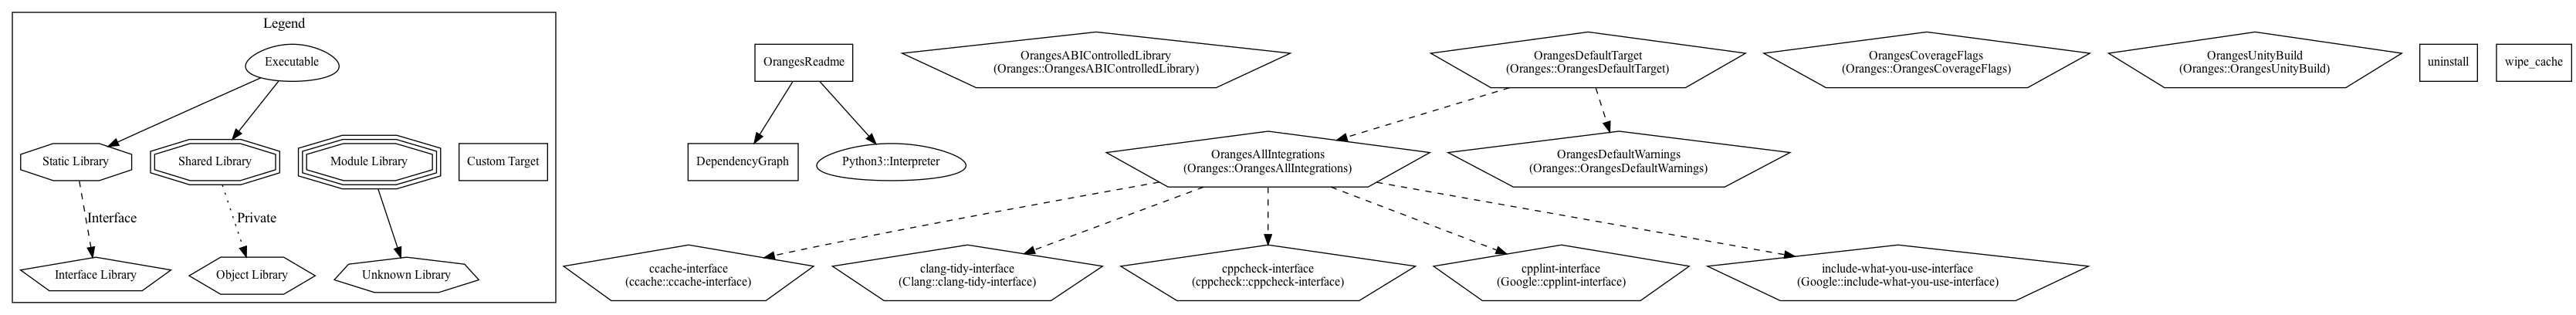 Legend
Executable
Static Library
Shared Library
Module Library
Custom Target
Interface
Private
Interface Library
Object Library
Unknown Library
OrangesReadme
DependencyGraph
Python3::Interpreter
OrangesABIControlledLibrary
(Oranges::OrangesABIControlledLibrary)
OrangesDefaultTarget
(Oranges::OrangesDefaultTarget)
OrangesCoverageFlags
(Oranges::OrangesCoverageFlags)
OrangesUnityBuild
(Oranges::OrangesUnityBuild)
uninstall
wipe_cache
OrangesAllIntegrations
(Oranges::OrangesAllIntegrations)
OrangesDefaultWarnings
(Oranges::OrangesDefaultWarnings)
ccache-interface
(ccache::ccache-interface)
clang-tidy-interface
(Clang::clang-tidy-interface)
cppcheck-interface
(cppcheck::cppcheck-interface)
cpplint-interface
(Google::cpplint-interface)
include-what-you-use-interface
(Google::include-what-you-use-interface)